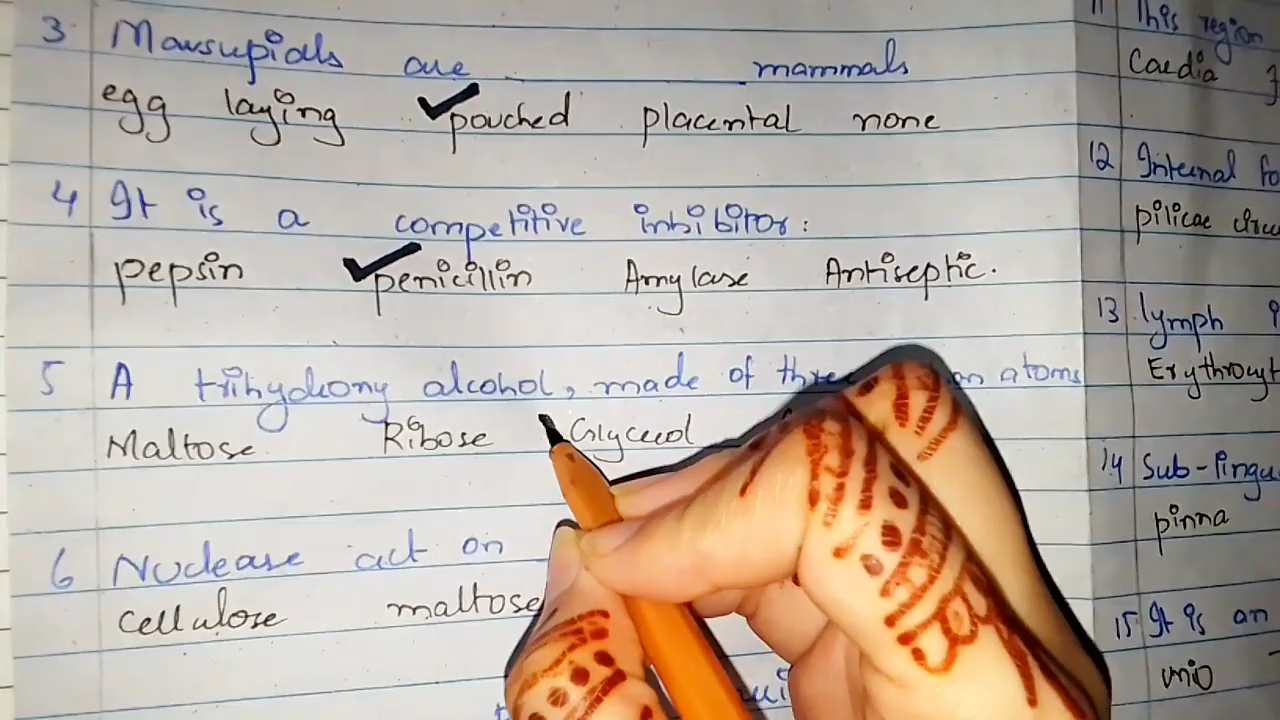 3 Marsupials are ______ mammals
egg laying ✓pouched placental none
4 It is a competitive inhibitor:
pepsin ✓penicillin Amylase Antiseptic.
5 A trihydroxy alcohol, made of three atoms
Maltose Ribose Glycerol
6 Nuclease act on
cellulose maltose
11 This region
Cardia
12 Internal
pilicae
13 lymph
14 Sub-
pinna
15 It is an